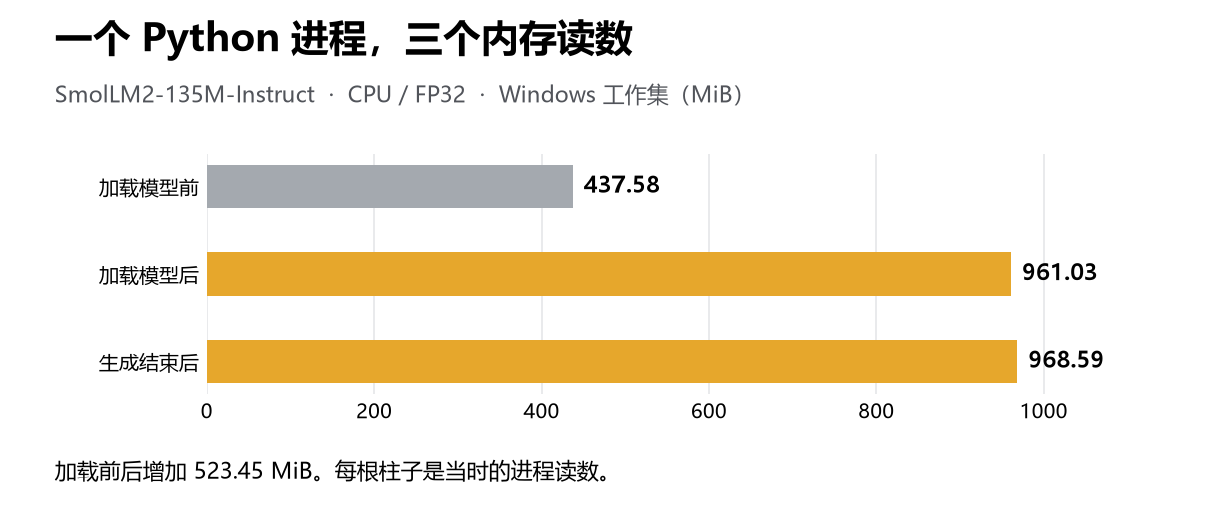 一个 Python 进程，三个内存读数
SmolLM2-135M-Instruct · CPU / FP32 · Windows 工作集（MiB）
加载模型前 437.58
加载模型后 961.03
生成结束后 968.59
0 200 400 600 800 1000
加载前后增加 523.45 MiB。每根柱子是当时的进程读数。